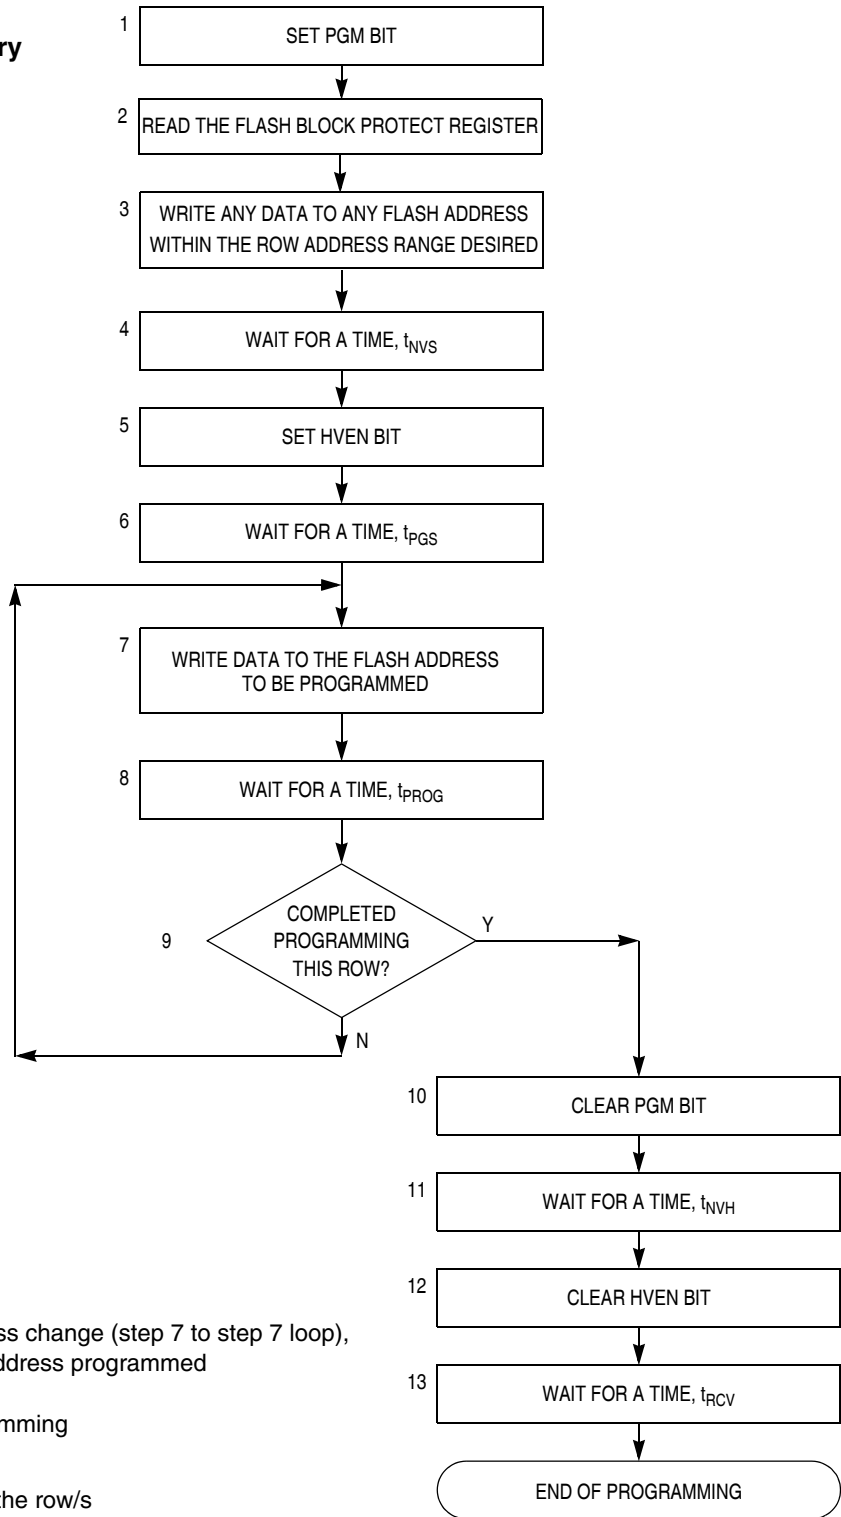 ry
1
SET PGM BIT
2
READ THE FLASH BLOCK PROTECT REGISTER
3
WRITE ANY DATA TO ANY FLASH ADDRESS
WITHIN THE ROW ADDRESS RANGE DESIRED
4
WAIT FOR A TIME, tNVS
5
SET HVEN BIT
6
WAIT FOR A TIME, tPGS
7
WRITE DATA TO THE FLASH ADDRESS
TO BE PROGRAMMED
8
WAIT FOR A TIME, tPROG
9
COMPLETED
PROGRAMMING
THIS ROW?
Y
N
10
CLEAR PGM BIT
11
WAIT FOR A TIME, tNVH
12
CLEAR HVEN BIT
13
WAIT FOR A TIME, tRCV
END OF PROGRAMMING
ss change (step 7 to step 7 loop),
ddress programmed
mming
the row/s